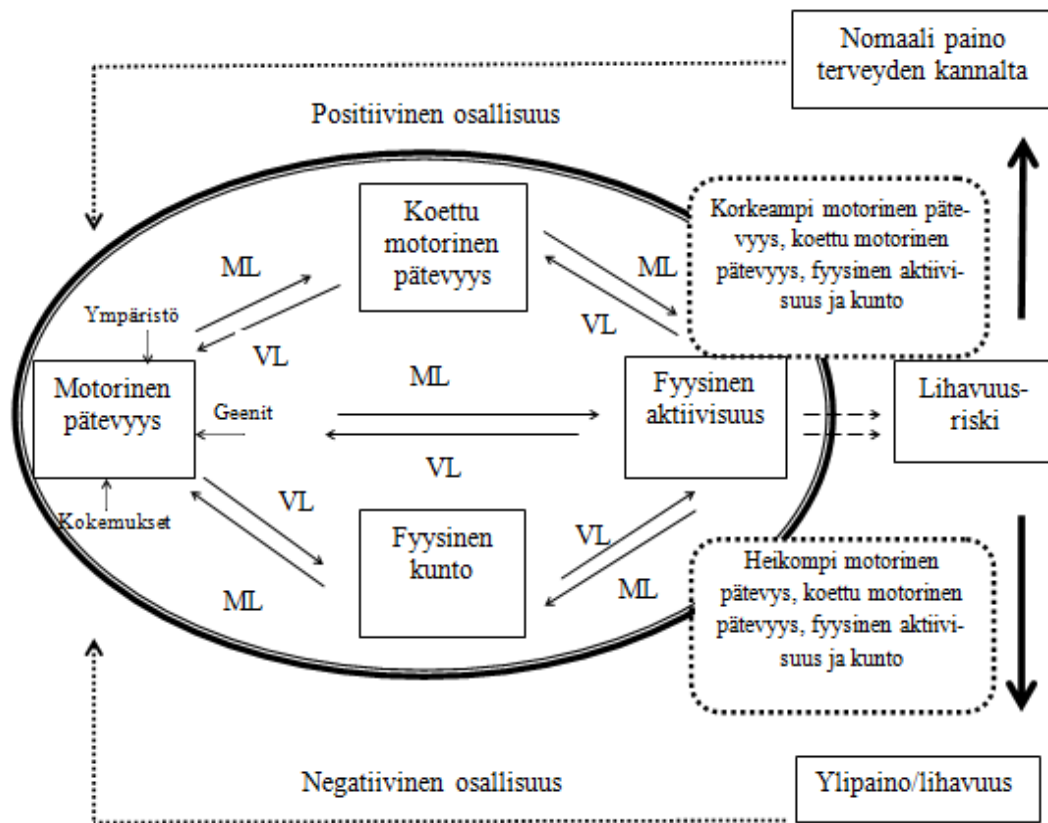 Nomaali paino
terveyden kannalta
Positiivinen osallisuus
Koettu
motorinen
pätevyys
Korkeampi motorinen päte-
vyys, koettu motorinen
pätevyys, fyysinen aktiivi-
suus ja kunto
ML
ML
Ympäristö
VL
VL
ML
Motorinen
pätevyys
Geenit
Fyysinen
aktiivisuus
Lihavuus-
riski
VL
Kokemukset
VL
VL
Fyysinen
kunto
ML
ML
Heikompi motorinen
pätevys, koettu motorinen
pätevyys, fyysinen aktiivi-
suus ja kunto
Negatiivinen osallisuus
Ylipaino/lihavuus